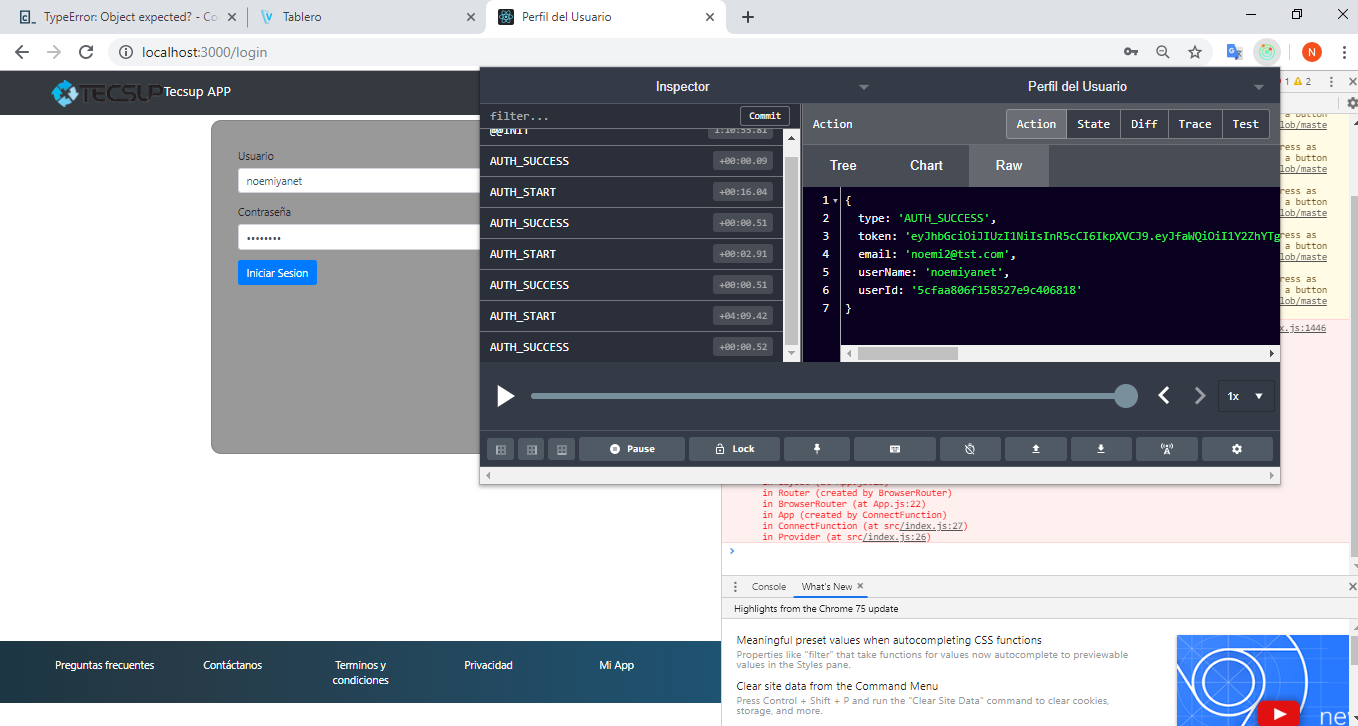 TypeError: Object expected? - Co
Tablero
Perfil del Usuario
localhost:3000/login
N
TECSUP Tecsup APP
Usuario
noemiyanet
Contraseña
••••••••
Iniciar Sesion
Inspector
Perfil del Usuario
filter...
Commit
@@INIT
1:10:55.81
AUTH_SUCCESS
+00:00.09
AUTH_START
+00:16.04
AUTH_SUCCESS
+00:00.51
AUTH_START
+00:02.91
AUTH_SUCCESS
+00:00.51
AUTH_START
+04:09.42
AUTH_SUCCESS
+00:00.52
Action
Action State Diff Trace Test
Tree Chart Raw
1 {
2 type: 'AUTH_SUCCESS',
3 token: 'eyJhbGciOiJIUzI1NiIsInR5cCI6IkpXVCJ9.eyJfaWQiOiI1Y2ZhYTg
4 email: 'noemi2@tst.com',
5 userName: 'noemiyanet',
6 userId: '5cfaa806f158527e9c406818'
7 }
1x
Pause
Lock
1 2
a button
lob/maste
ress as
a button
lob/maste
ress as
a button
lob/maste
ress as
a button
lob/maste
ress as
a button
lob/maste
x.js:1446
in Router (created by BrowserRouter)
in BrowserRouter (at App.js:22)
in App (created by ConnectFunction)
in ConnectFunction (at src/index.js:27)
in Provider (at src/index.js:26)
Console
What's New
Highlights from the Chrome 75 update
Meaningful preset values when autocompleting CSS functions
Properties like "filter" that take functions for values now autocomplete to previewable
values in the Styles pane.
Clear site data from the Command Menu
Press Control + Shift + P and run the "Clear Site Data" command to clear cookies,
storage, and more.
Preguntas frecuentes
Contáctanos
Terminos y
condiciones
Privacidad
Mi App